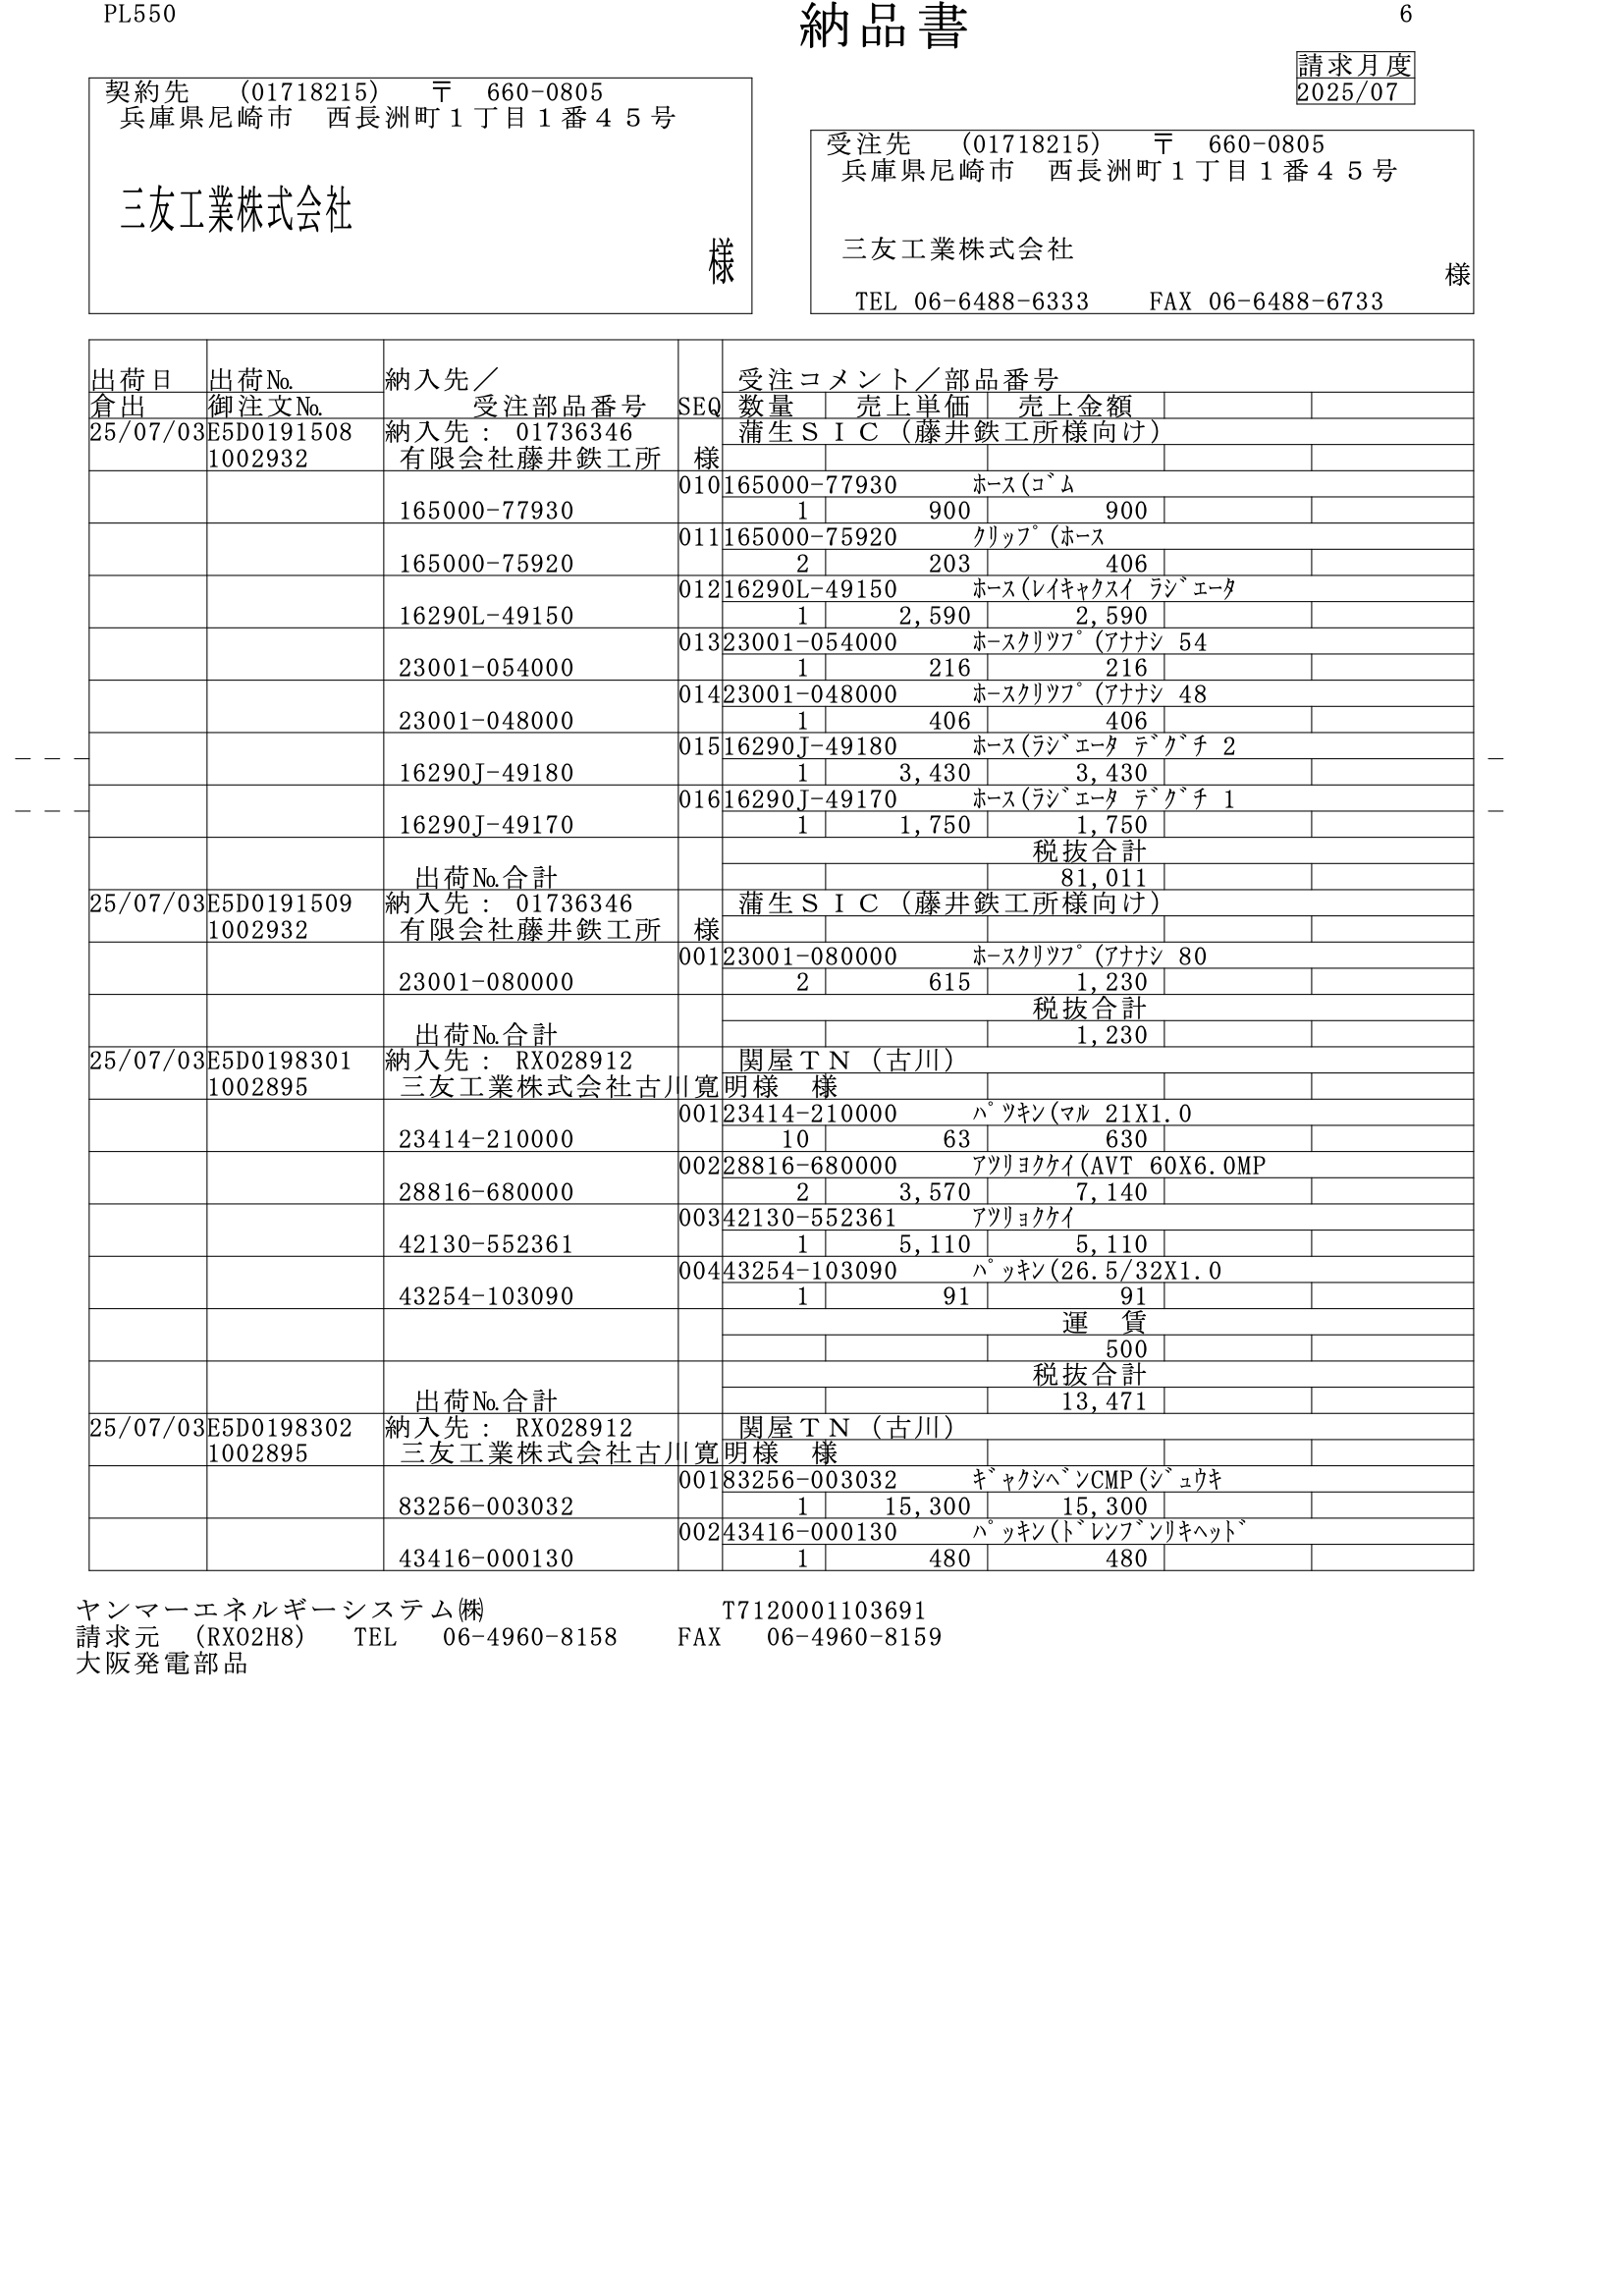 PL550 納品書 6
請求月度
2025/07
契約先 (01718215) 〒 660-0805
兵庫県尼崎市 西長洲町１丁目１番４５号
三友工業株式会社
様
受注先 (01718215) 〒 660-0805
兵庫県尼崎市 西長洲町１丁目１番４５号
三友工業株式会社
様
TEL 06-6488-6333 FAX 06-6488-6733
出荷日 出荷№ 納入先／ 受注コメント／部品番号
倉出 御注文№ 受注部品番号 SEQ 数量 売上単価 売上金額
25/07/03 E5D0191508 納入先： 01736346 蒲生ＳＩＣ（藤井鉄工所様向け）
1002932 有限会社藤井鉄工所 様
010 165000-77930 ﾎｰｽ(ｺﾞﾑ
165000-77930 1 900 900
011 165000-75920 ｸﾘｯﾌﾟ(ﾎｰｽ
165000-75920 2 203 406
012 16290L-49150 ﾎｰｽ(ﾚｲｷｬｸｽｲ ﾗｼﾞｴｰﾀ
16290L-49150 1 2,590 2,590
013 23001-054000 ﾎｰｽｸﾘﾂﾌﾟ(ｱﾅﾅｼ 54
23001-054000 1 216 216
014 23001-048000 ﾎｰｽｸﾘﾂﾌﾟ(ｱﾅﾅｼ 48
23001-048000 1 406 406
015 16290J-49180 ﾎｰｽ(ﾗｼﾞｴｰﾀ ﾃﾞｸﾞﾁ 2
16290J-49180 1 3,430 3,430
016 16290J-49170 ﾎｰｽ(ﾗｼﾞｴｰﾀ ﾃﾞｸﾞﾁ 1
16290J-49170 1 1,750 1,750
税抜合計
出荷№合計 81,011
25/07/03 E5D0191509 納入先： 01736346 蒲生ＳＩＣ（藤井鉄工所様向け）
1002932 有限会社藤井鉄工所 様
001 23001-080000 ﾎｰｽｸﾘﾂﾌﾟ(ｱﾅﾅｼ 80
23001-080000 2 615 1,230
税抜合計
出荷№合計 1,230
25/07/03 E5D0198301 納入先： RX028912 関屋ＴＮ（古川）
1002895 三友工業株式会社古川寛明様 様
001 23414-210000 ﾊﾟﾂｷﾝ(ﾏﾙ 21X1.0
23414-210000 10 63 630
002 28816-680000 ｱﾂﾘﾖｸｹｲ(AVT 60X6.0MP
28816-680000 2 3,570 7,140
003 42130-552361 ｱﾂﾘｮｸｹｲ
42130-552361 1 5,110 5,110
004 43254-103090 ﾊﾟｯｷﾝ(26.5/32X1.0
43254-103090 1 91 91
運 賃
500
税抜合計
出荷№合計 13,471
25/07/03 E5D0198302 納入先： RX028912 関屋ＴＮ（古川）
1002895 三友工業株式会社古川寛明様 様
001 83256-003032 ｷﾞｬｸｼﾍﾞﾝCMP(ｼﾞｭｳｷ
83256-003032 1 15,300 15,300
002 43416-000130 ﾊﾟｯｷﾝ(ﾄﾞﾚﾝﾌﾞﾝﾘｷﾍｯﾄﾞ
43416-000130 1 480 480
ヤンマーエネルギーシステム㈱ T7120001103691
請求元 (RX02H8) TEL 06-4960-8158 FAX 06-4960-8159
大阪発電部品